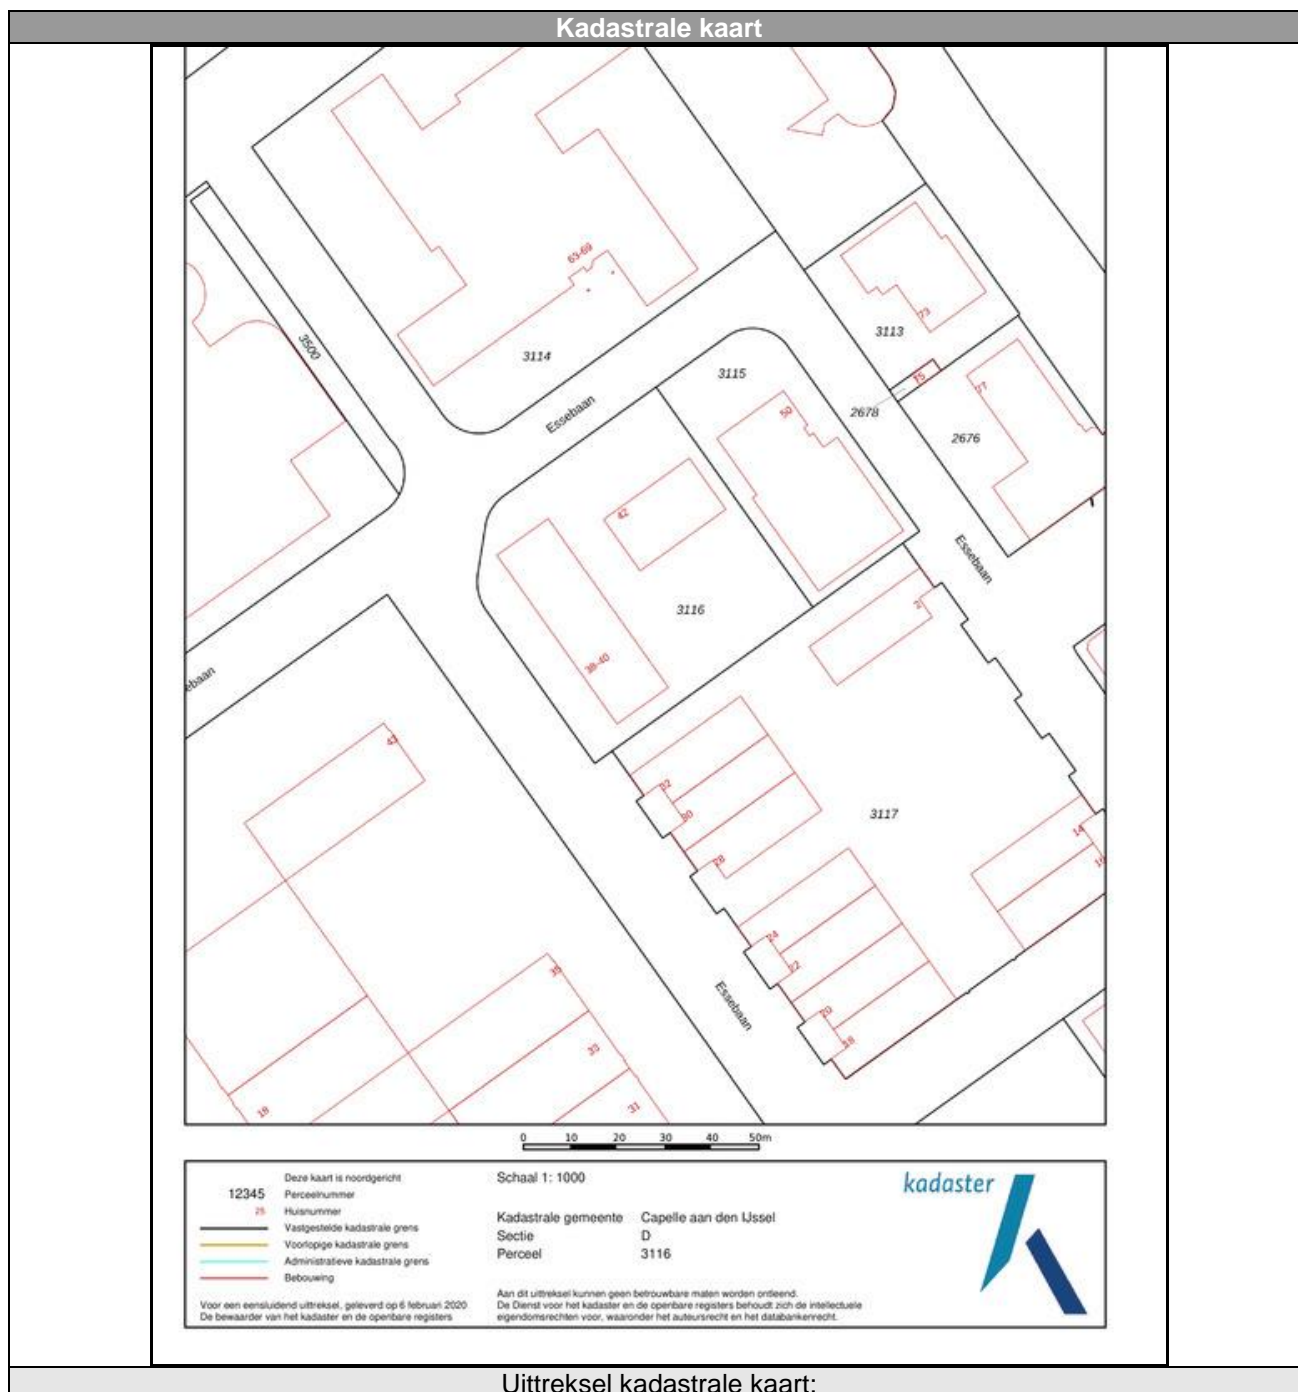 Kadastrale kaart
63-69
3500
3114
73
3113
3115
Essebaan
75
77
2678
50
2676
42
Essebaan
3116
2
38-40
ebaan
43
32
30
3117
14
16
28
24
22
35
Essebaan
20
18
33
31
18
0 10 20 30 40 50m
Deze kaart is noordgericht
12345 Perceelnummer
25 Huisnummer
Vastgestelde kadastrale grens
Voorlopige kadastrale grens
Administratieve kadastrale grens
Bebouwing
Voor een eensluidend uittreksel, geleverd op 6 februari 2020
De bewaarder van het kadaster en de openbare registers
Schaal 1: 1000
Kadastrale gemeente Capelle aan den IJssel
Sectie D
Perceel 3116
Aan dit uittreksel kunnen geen betrouwbare maten worden ontleend.
De Dienst voor het kadaster en de openbare registers behoudt zich de intellectuele
eigendomsrechten voor, waaronder het auteursrecht en het databankenrecht.
kadaster
Uittreksel kadastrale kaart: